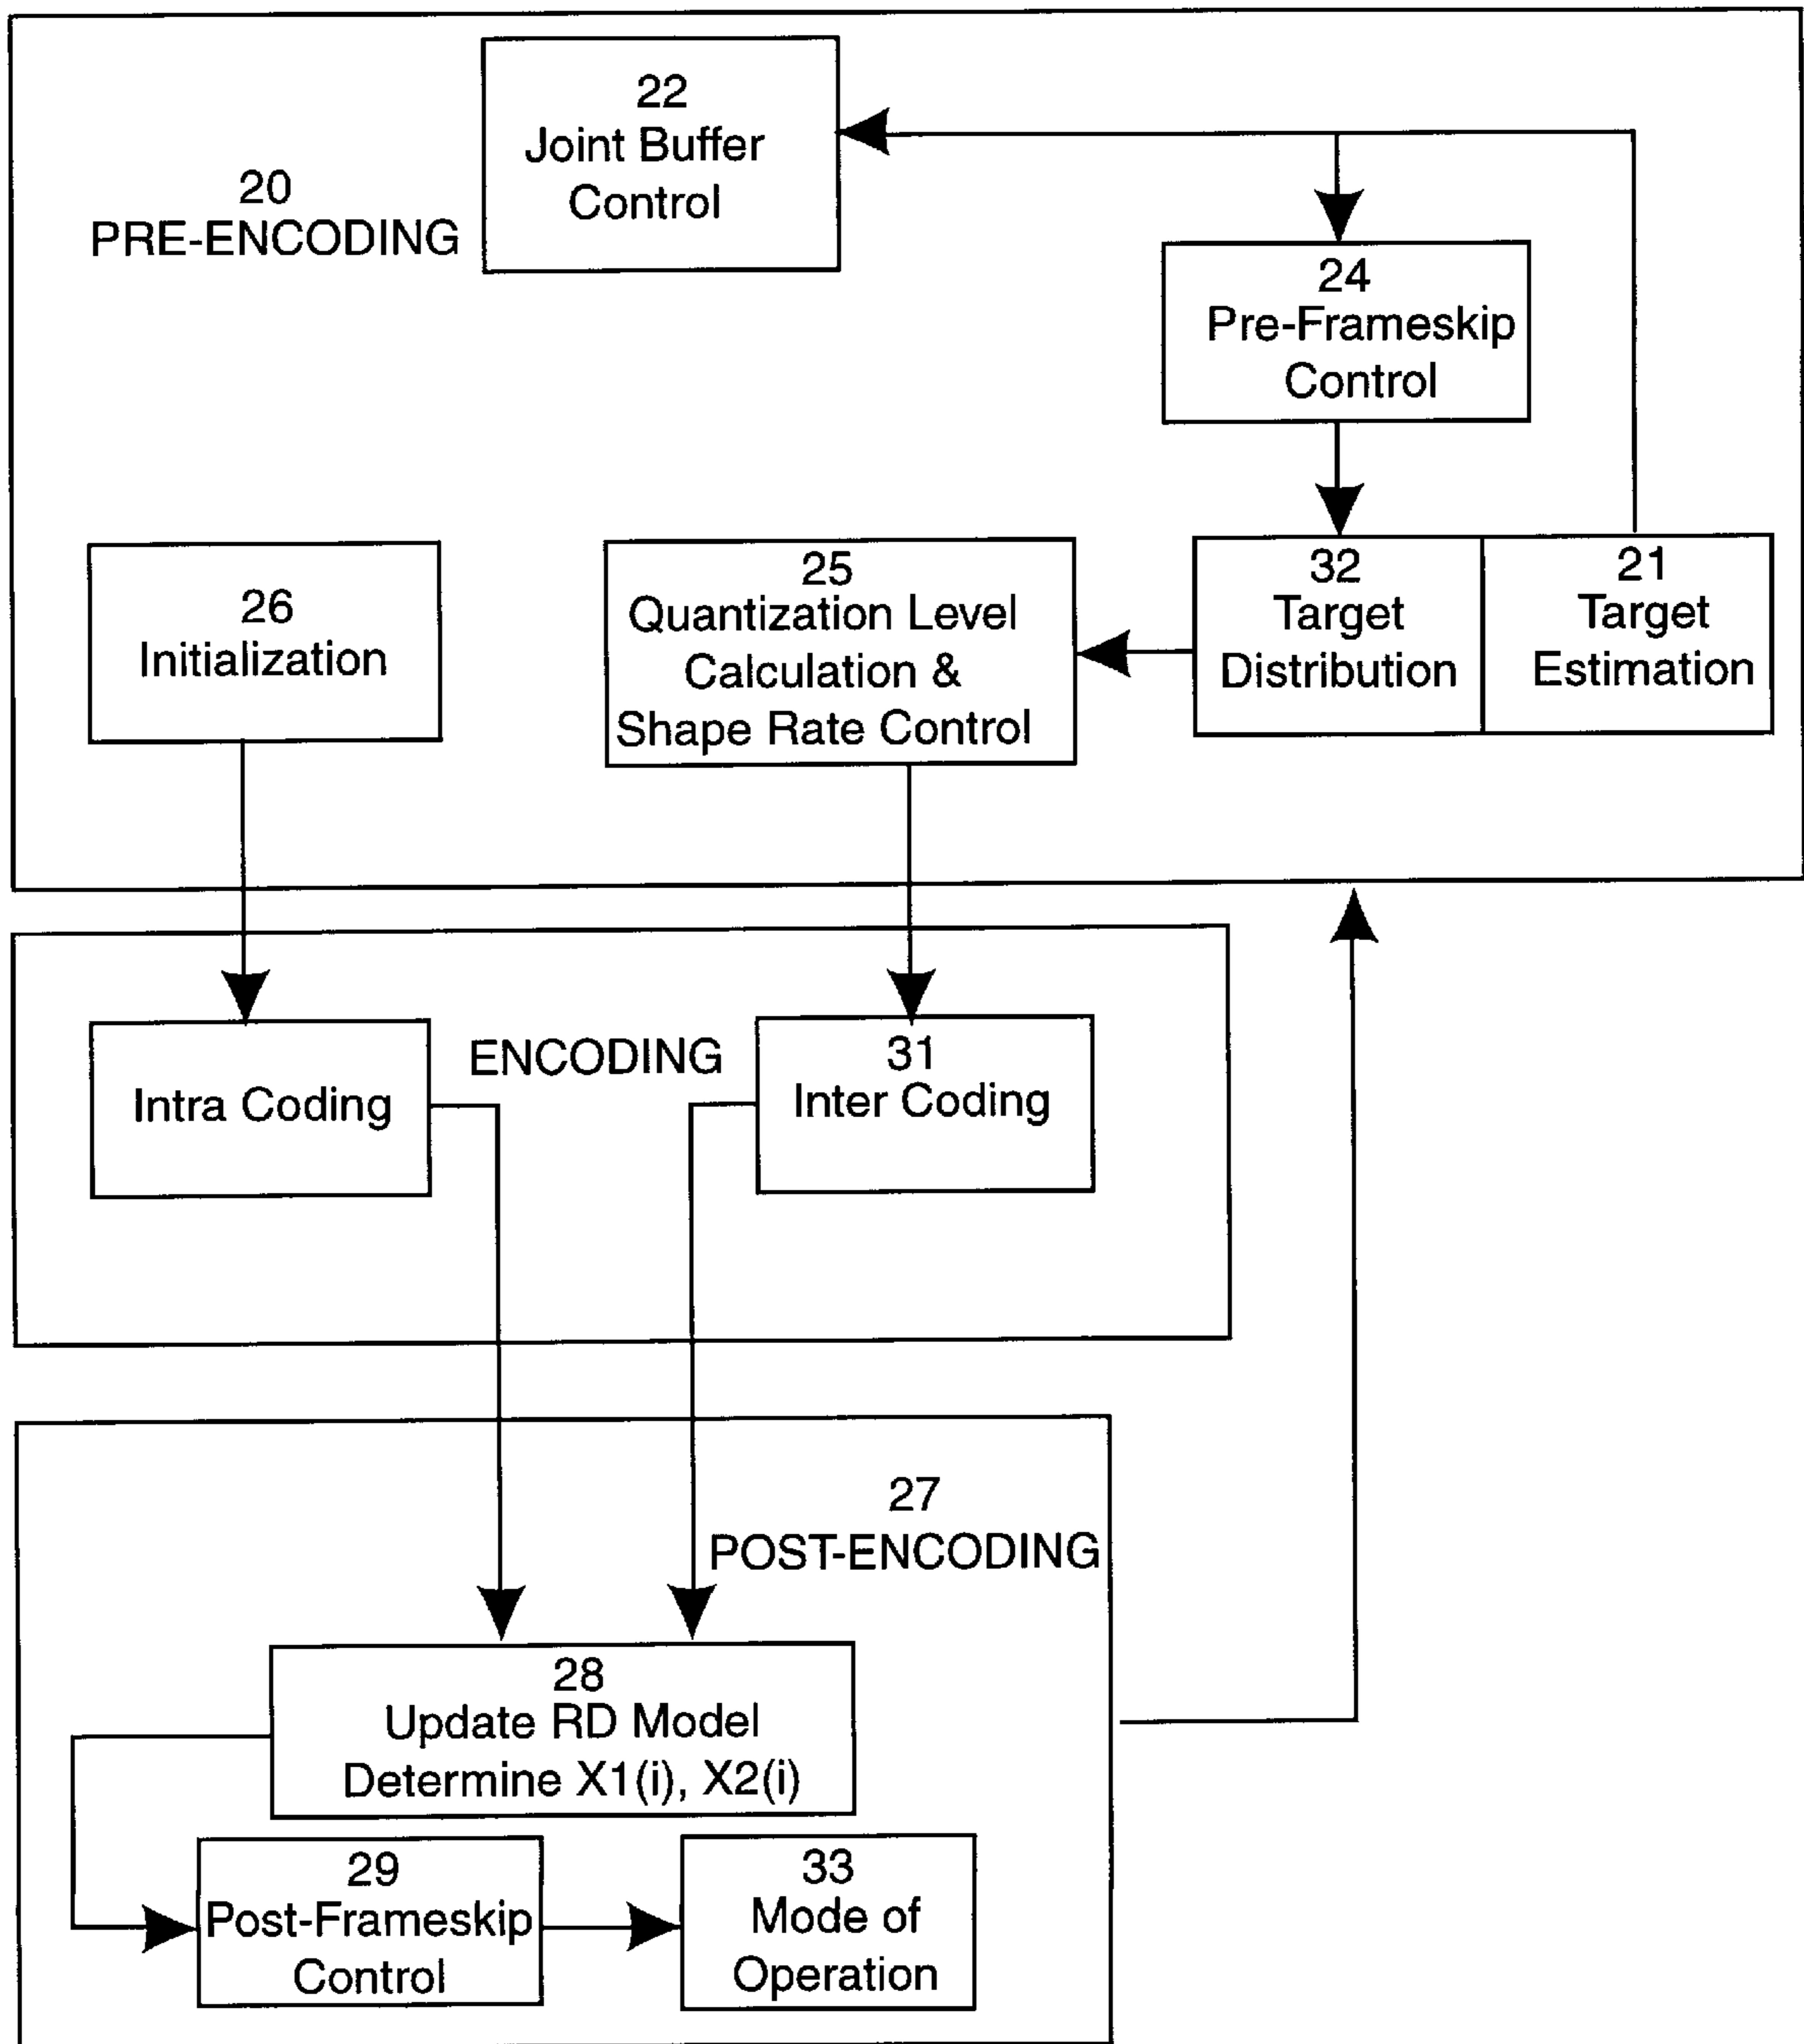 22
Joint Buffer
Control
20
PRE-ENCODING
24
Pre-Frameskip
Control
26
Initialization
25
Quantization Level
Calculation &
Shape Rate Control
32
Target
Distribution
21
Target
Estimation
Intra Coding
ENCODING
31
Inter Coding
27
POST-ENCODING
28
Update RD Model
Determine X1(i), X2(i)
29
Post-Frameskip
Control
33
Mode of
Operation